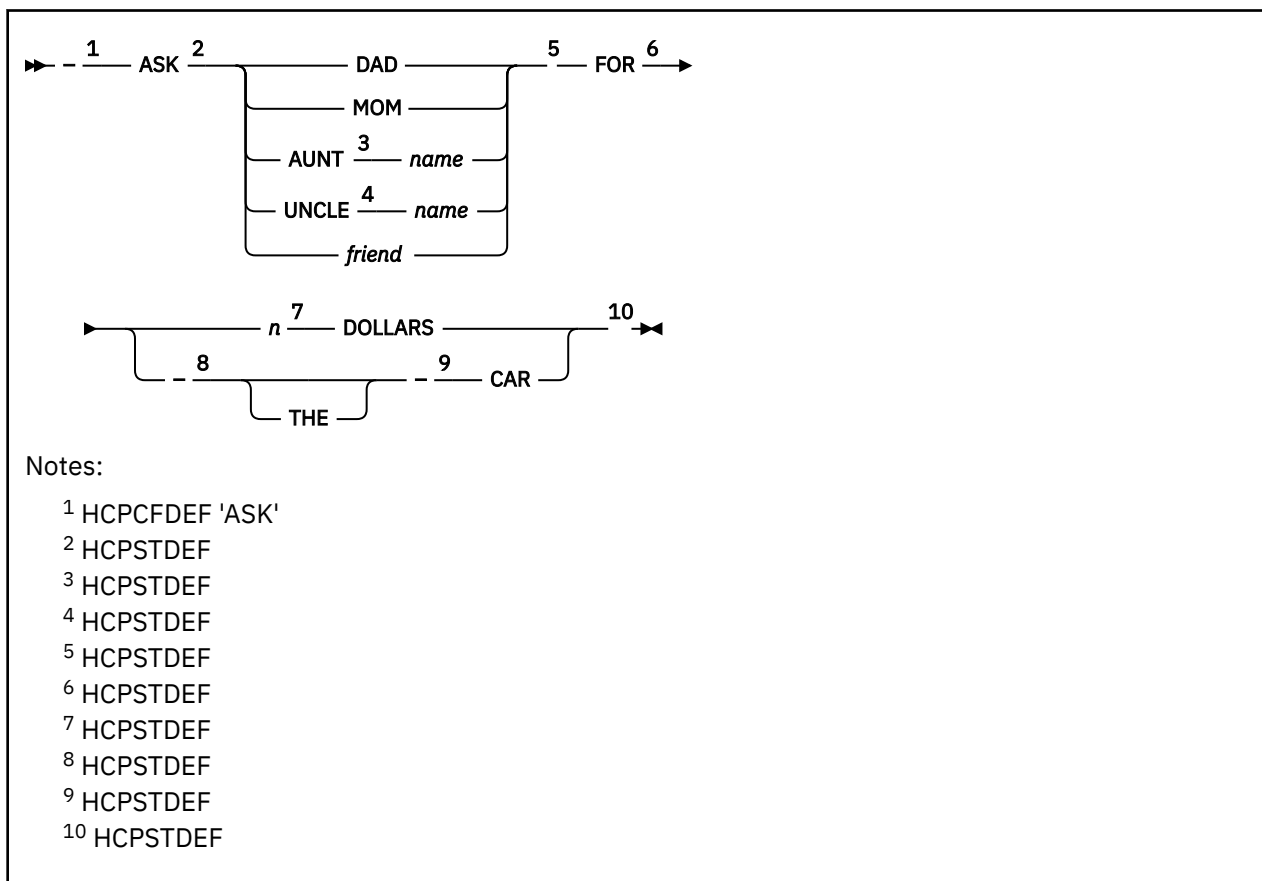 1 ASK 2 DAD 5 FOR 6
MOM
AUNT 3 name
UNCLE 4 name
friend
n 7 DOLLARS 10
8 9 CAR
THE
Notes:
1 HCPCFDEF 'ASK'
2 HCPSTDEF
3 HCPSTDEF
4 HCPSTDEF
5 HCPSTDEF
6 HCPSTDEF
7 HCPSTDEF
8 HCPSTDEF
9 HCPSTDEF
10 HCPSTDEF